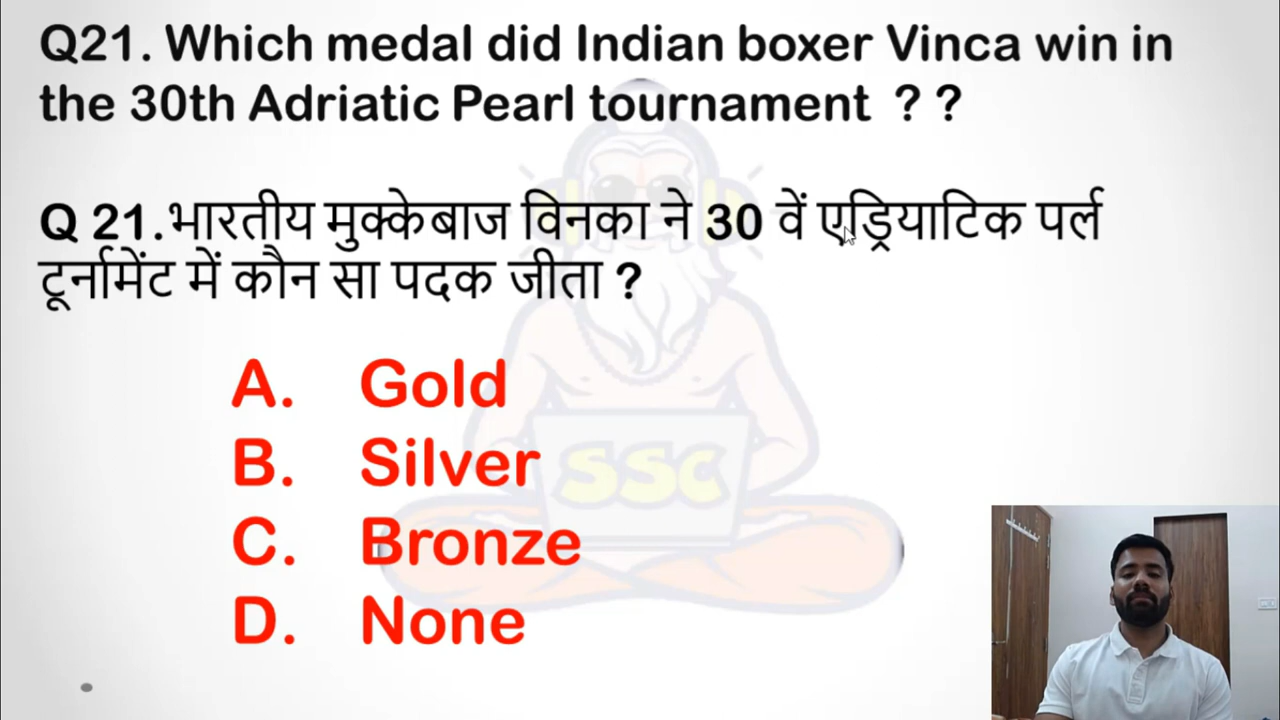 Q21. Which medal did Indian boxer Vinca win in
the 30th Adriatic Pearl tournament ? ?
Q 21.भारतीय मुक्केबाज विनका ने 30 वें एड्रियाटिक पर्ल
टूर्नामेंट में कौन सा पदक जीता ?
A. Gold
B. Silver
C. Bronze
D. None
SSC